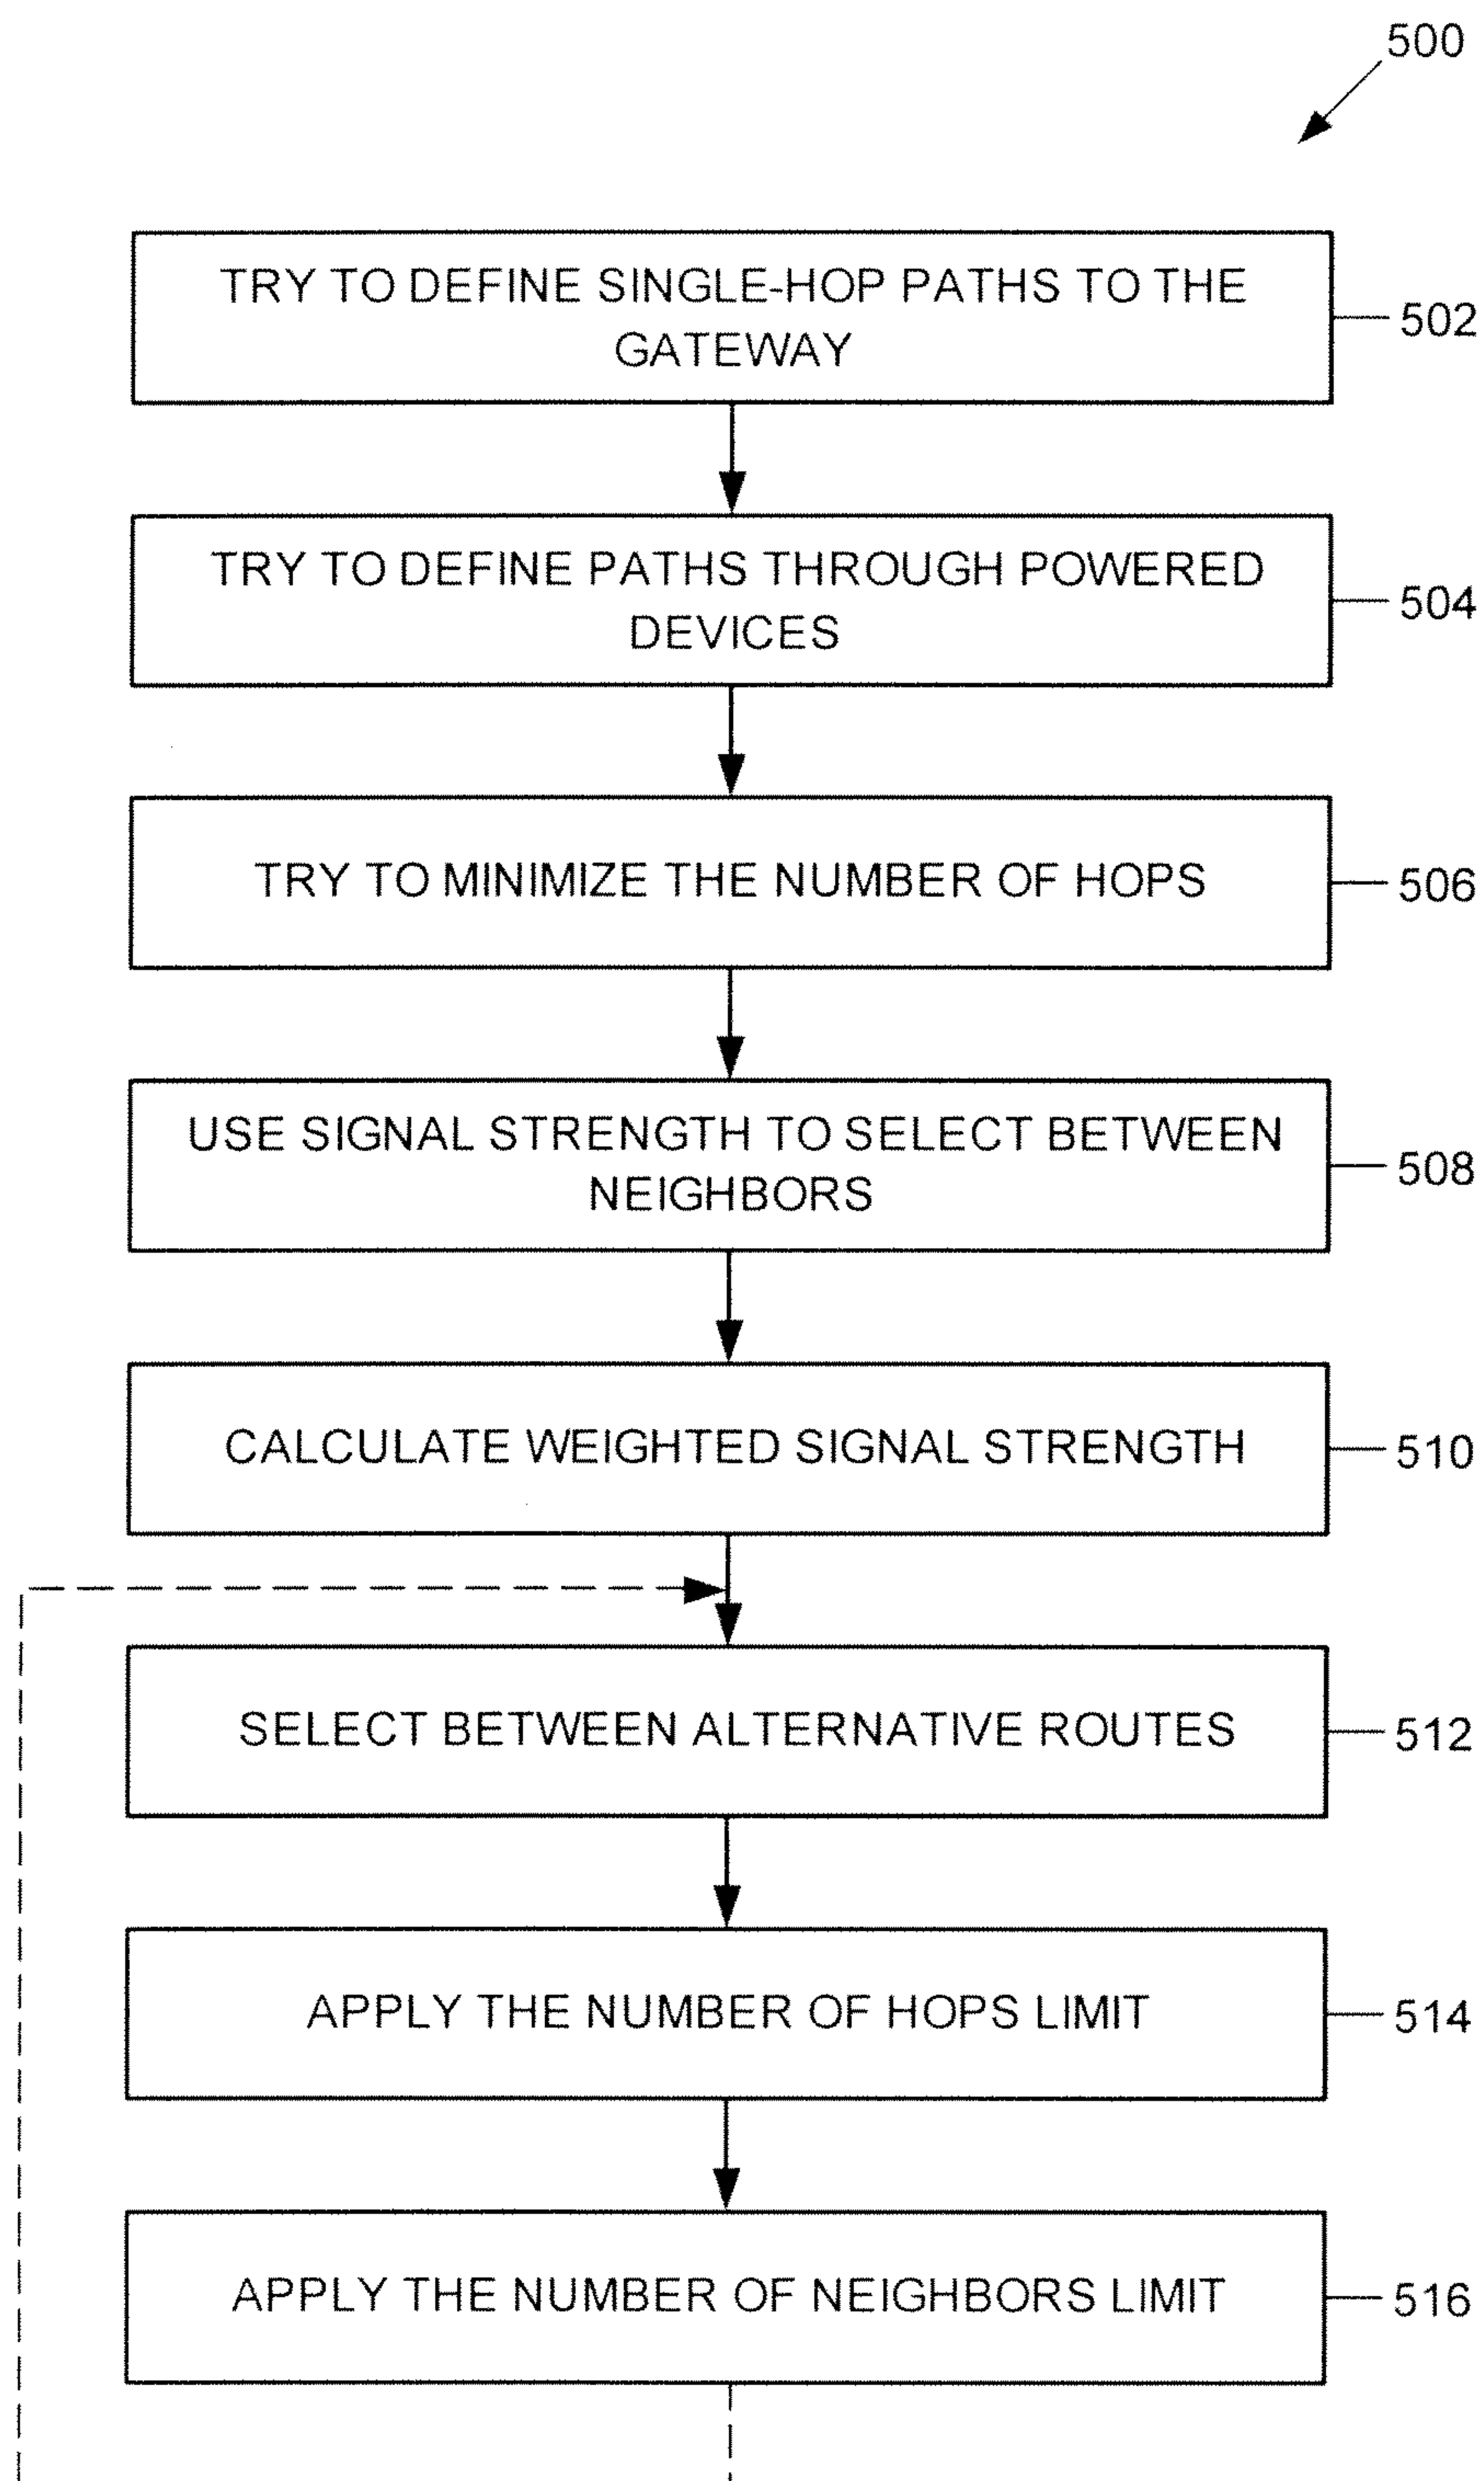 500
TRY TO DEFINE SINGLE-HOP PATHS TO THE
GATEWAY
502
TRY TO DEFINE PATHS THROUGH POWERED
DEVICES
504
TRY TO MINIMIZE THE NUMBER OF HOPS
506
USE SIGNAL STRENGTH TO SELECT BETWEEN
NEIGHBORS
508
CALCULATE WEIGHTED SIGNAL STRENGTH
510
SELECT BETWEEN ALTERNATIVE ROUTES
512
APPLY THE NUMBER OF HOPS LIMIT
514
APPLY THE NUMBER OF NEIGHBORS LIMIT
516